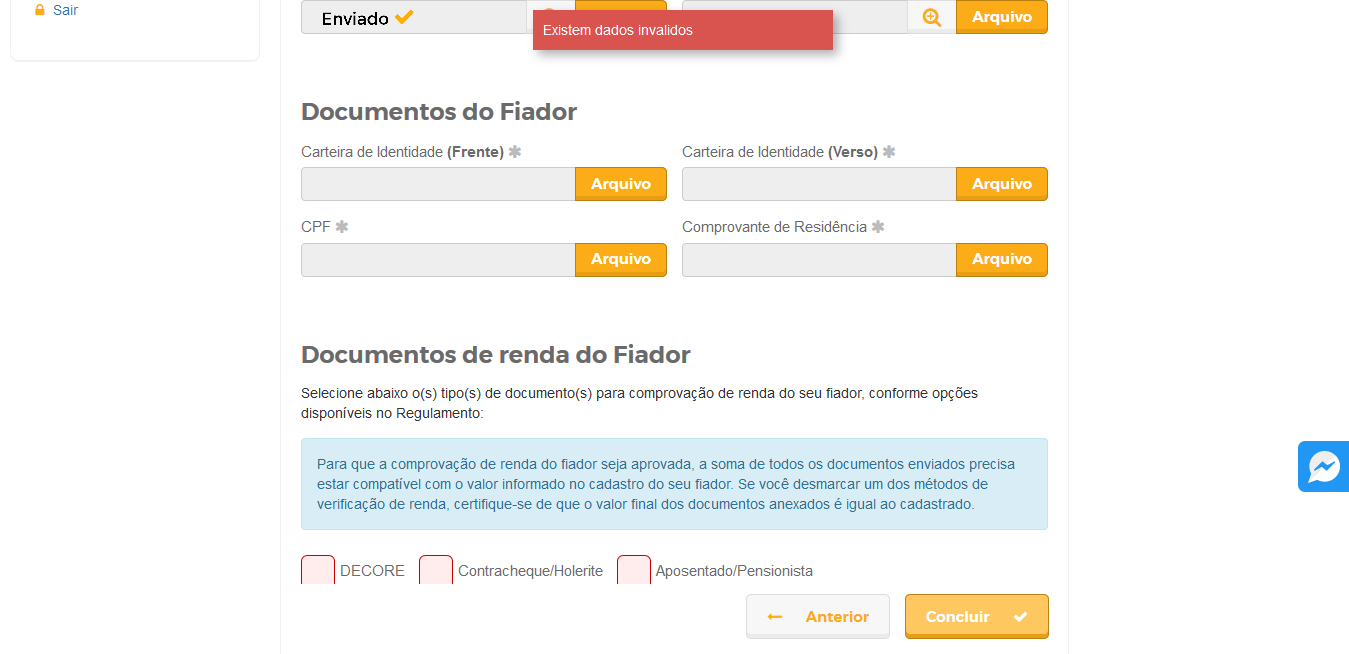 Sair
Enviado
Arquivo
Existem dados invalidos
Documentos do Fiador
Carteira de Identidade (Frente) ✱
Carteira de Identidade (Verso) ✱
Arquivo
Arquivo
CPF ✱
Comprovante de Residência ✱
Arquivo
Arquivo
Documentos de renda do Fiador
Selecione abaixo o(s) tipo(s) de documento(s) para comprovação de renda do seu fiador, conforme opções
disponíveis no Regulamento:
Para que a comprovação de renda do fiador seja aprovada, a soma de todos os documentos enviados precisa
estar compatível com o valor informado no cadastro do seu fiador. Se você desmarcar um dos métodos de
verificação de renda, certifique-se de que o valor final dos documentos anexados é igual ao cadastrado.
DECORE
Contracheque/Holerite
Aposentado/Pensionista
Anterior
Concluir